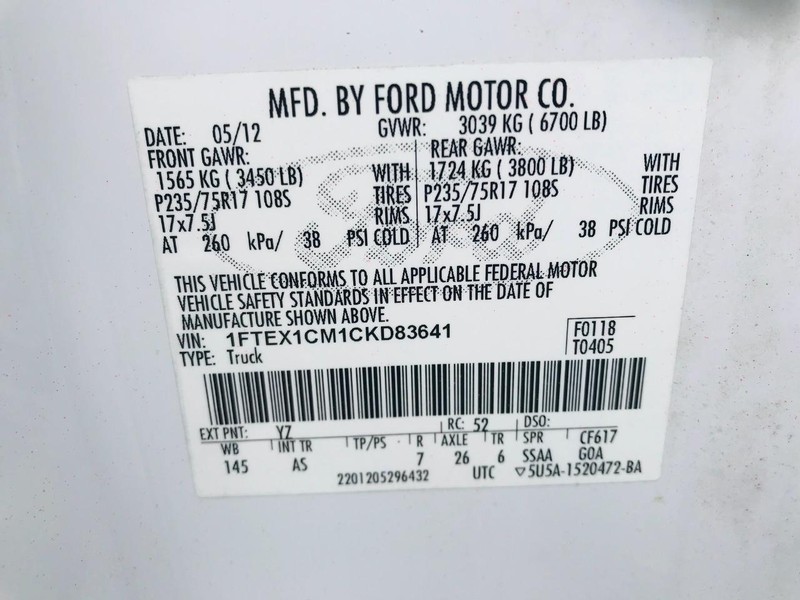 MFD. BY FORD MOTOR CO.
DATE: 05/12 GVWR: 3039 KG ( 6700 LB)
FRONT GAWR: REAR GAWR:
1565 KG ( 3450 LB) WITH 1724 KG ( 3800 LB) WITH
P235/75R17 108S TIRES P235/75R17 108S TIRES
17x7.5J RIMS 17x7.5J RIMS
AT 260 kPa/ 38 PSI COLD AT 260 kPa/ 38 PSI COLD
THIS VEHICLE CONFORMS TO ALL APPLICABLE FEDERAL MOTOR
VEHICLE SAFETY STANDARDS IN EFFECT ON THE DATE OF
MANUFACTURE SHOWN ABOVE.
VIN: 1FTEX1CM1CKD83641 F0118
TYPE: Truck T0405
EXT PNT: YZ RC: 52 DSO:
WB INT TR TP/PS R AXLE TR SPR CF617
145 AS 7 26 6 SSAA GOA
2201205296432 UTC ▽5U5A-1520472-BA